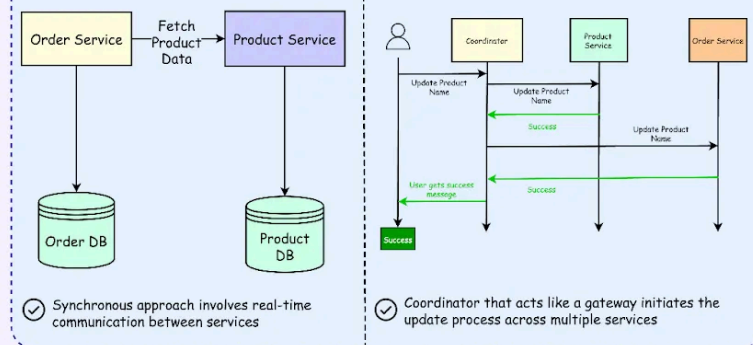 Order Service
Fetch
Product
Data
Product Service
Order DB
Product
DB
Synchronous approach involves real-time
communication between services
Coordinator
Product
Service
Order Service
Update Product
Name
Update Product
Name
Success
Update Product
Name
Success
User gets success
message
Success
Coordinator that acts like a gateway initiates the
update process across multiple services